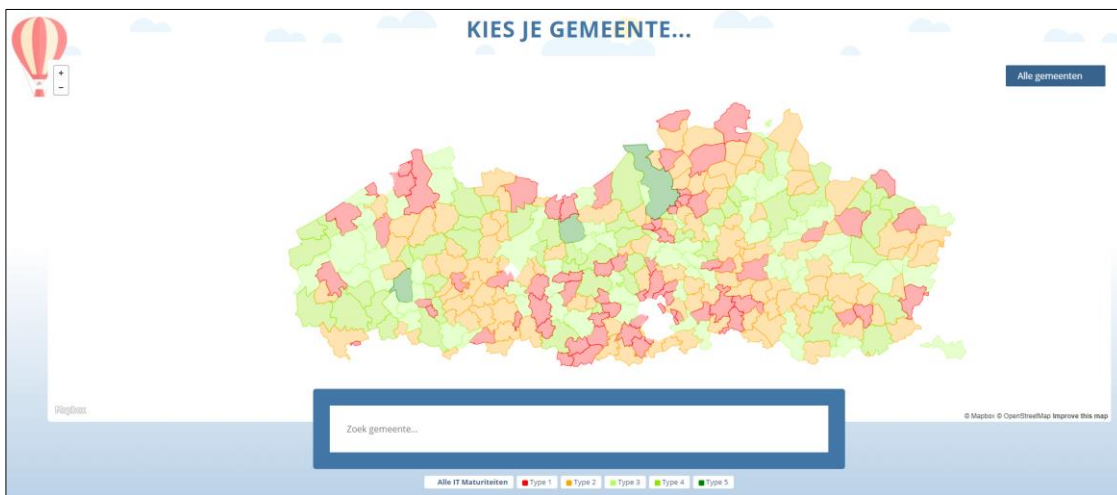 KIES JE GEMEENTE...
+
−
Alle gemeenten
Mapbox
© Mapbox © OpenStreetMap Improve this map
Zoek gemeente...
Alle IT Maturiteiten Type 1 Type 2 Type 3 Type 4 Type 5